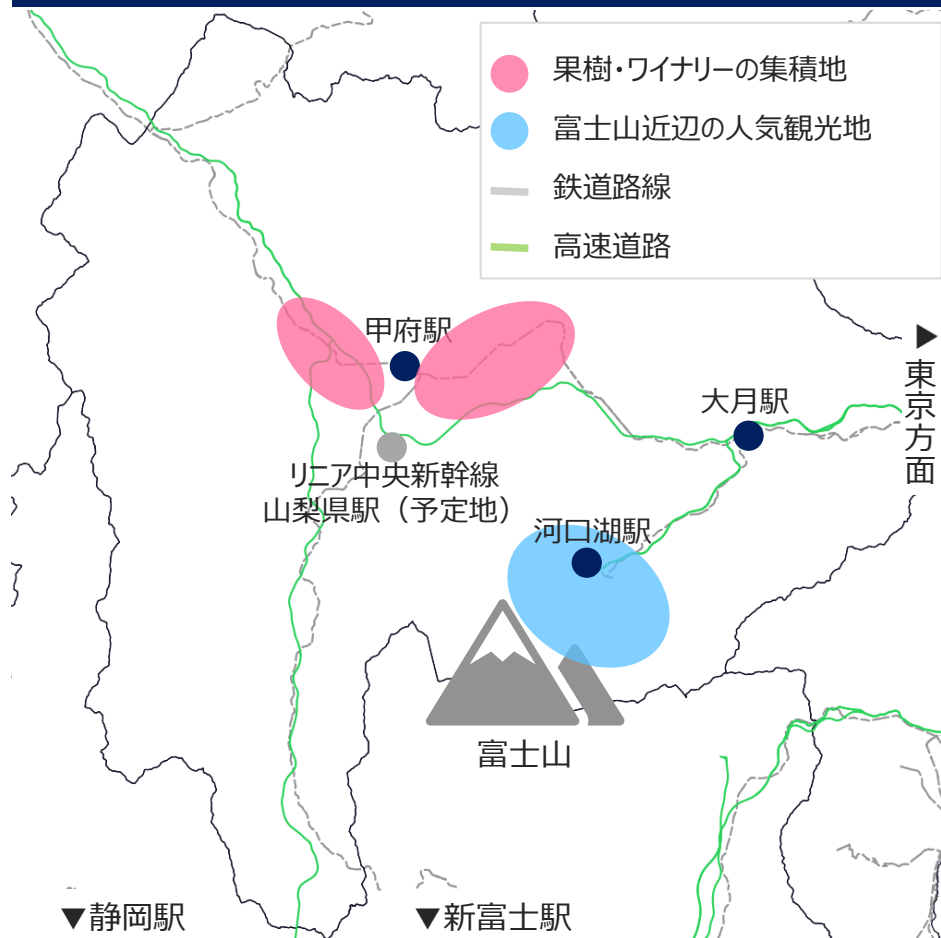 果樹・ワイナリーの集積地
富士山近辺の人気観光地
鉄道路線
高速道路
甲府駅
▶東京方面
大月駅
リニア中央新幹線
山梨県駅（予定地）
河口湖駅
富士山
▼静岡駅
▼新富士駅